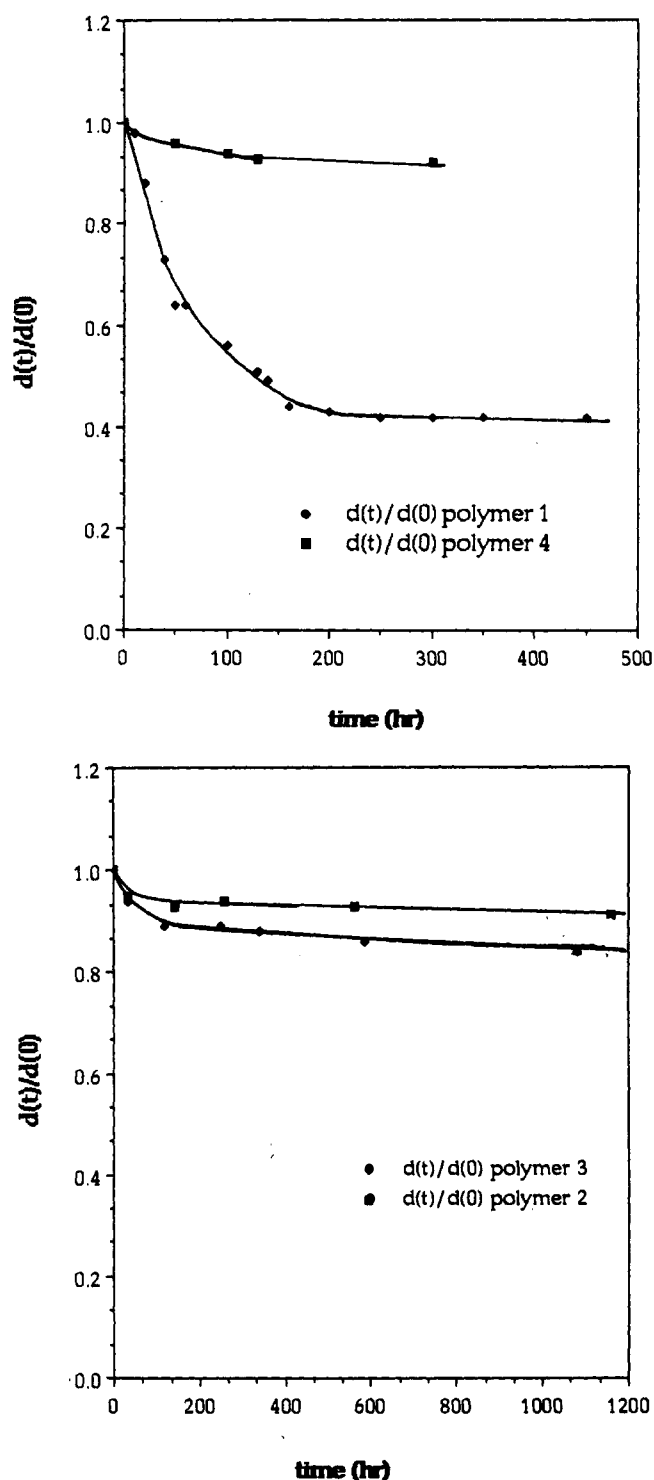 1.2
1.0
0.8
0.6
0.4
0.2
0.0
d(t)/d(0)
d(t)/d(0) polymer 1
d(t)/d(0) polymer 4
0 100 200 300 400 500
time (hr)
1.2
1.0
0.8
0.6
0.4
0.2
0.0
d(t)/d(0)
d(t)/d(0) polymer 3
d(t)/d(0) polymer 2
0 200 400 600 800 1000 1200
time (hr)